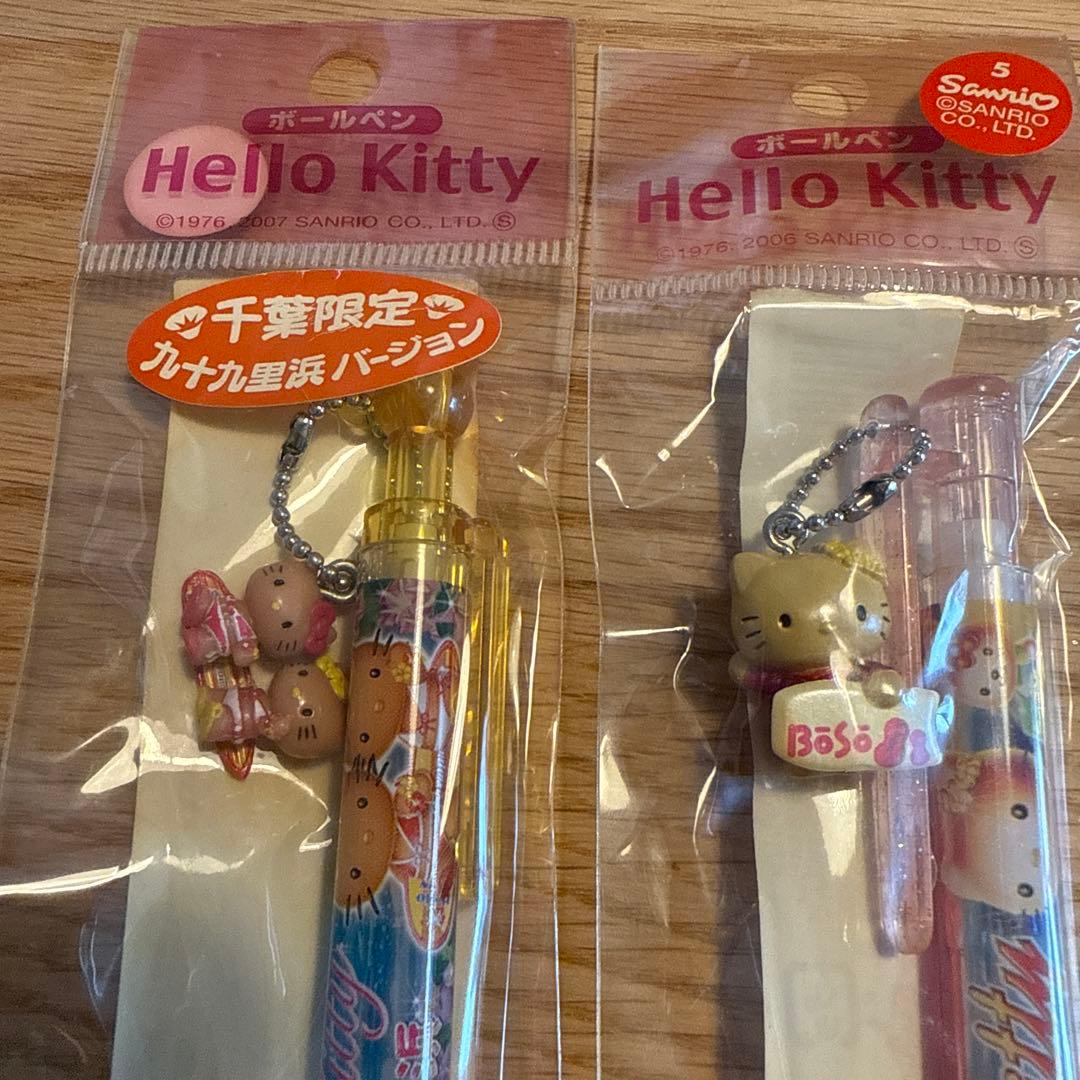 ボールペン
Hello Kitty
©1976, 2007 SANRIO CO., LTD. Ⓢ
千葉限定
九十九里浜 バージョン
5
Sanrio
©SANRIO
CO., LTD.
ボールペン
Hello Kitty
©1976, 2006 SANRIO CO., LTD. Ⓢ
BōSō